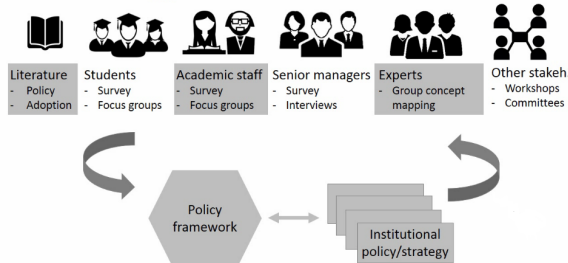 Literature
- Policy
- Adoption
Students
- Survey
- Focus groups
Academic staff
- Survey
- Focus groups
Senior managers
- Survey
- Interviews
Experts
- Group concept
mapping
Other stakeh
- Workshops
- Committees
Policy
framework
Institutional
policy/strategy